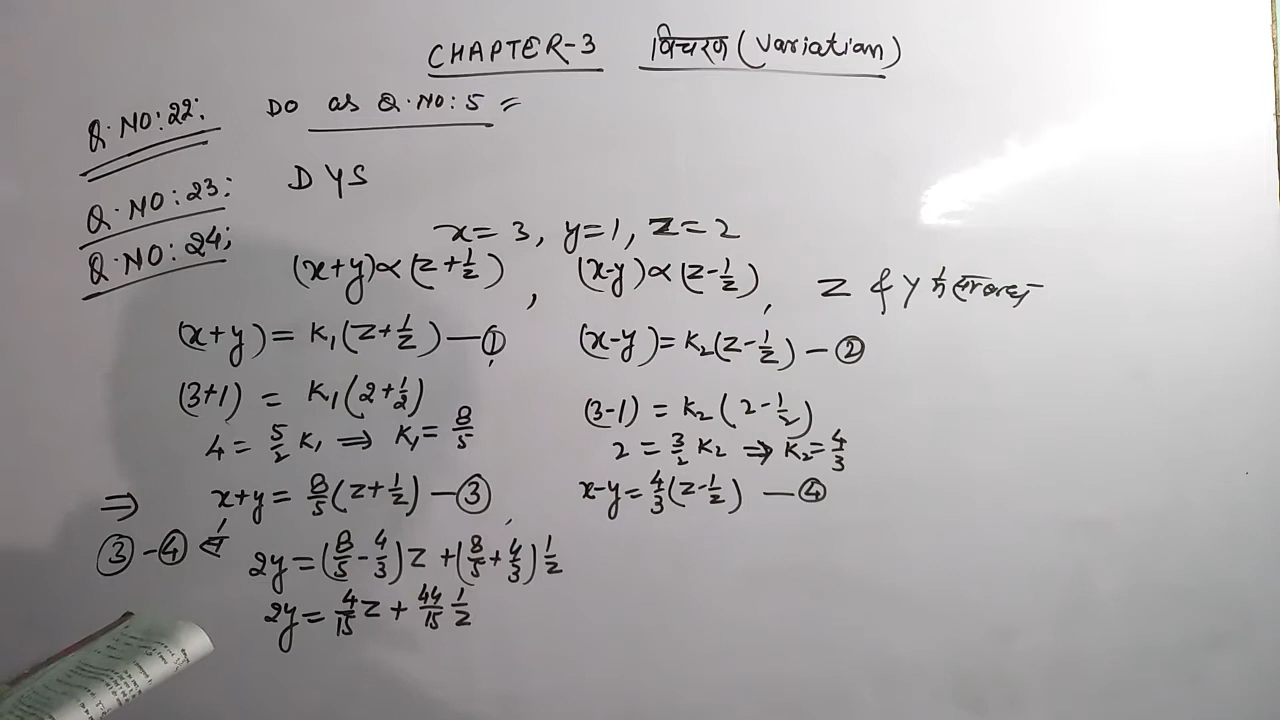 CHAPTER-3 विचरण (Variation)
Q.NO:22: DO as Q.NO:5 =
Q.NO:23: DYS
Q.NO:24;
x=3, y=1, z=2
(x+y)∝(z+1/z), (x-y)∝(z-1/z), z & y में
(x+y)=K₁(z+1/z)—① (x-y)=K₂(z-1/z)—②
(3+1) = K₁(2+1/2) (3-1) = K₂(2-1/2)
4 = 5/2 K₁ ⇒ K₁= 8/5 2 = 3/2 K₂ ⇒ K₂= 4/3
⇒ x+y= 8/5(z+1/z)—③, x-y= 4/3(z-1/z)—④
③-④ से 2y=(8/5-4/3)z+(8/5+4/3)1/z
2y= 4/15 z + 44/15 1/z